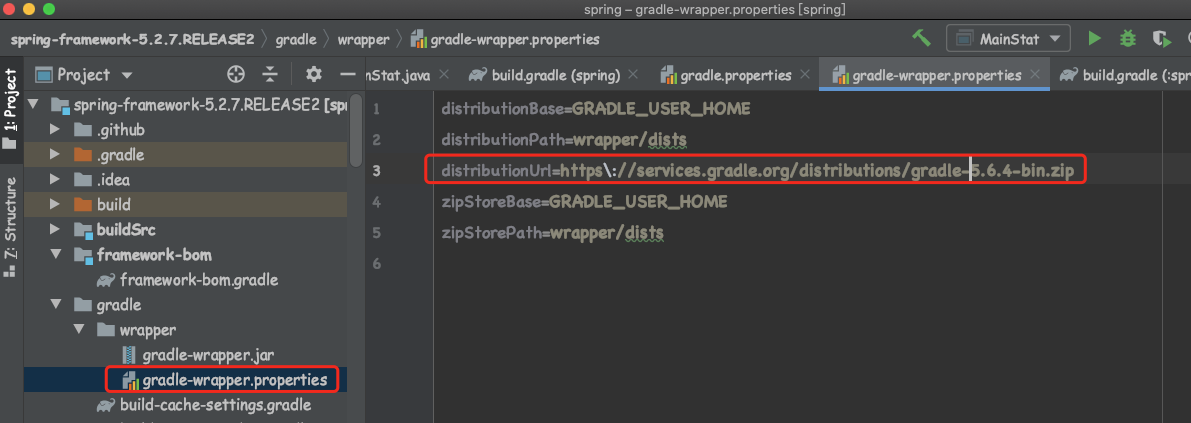 spring – gradle-wrapper.properties [spring]
spring-framework-5.2.7.RELEASE2 〉 gradle 〉 wrapper 〉 gradle-wrapper.properties
MainStat
1: Project
Z: Structure
Project
nStat.java
build.gradle (spring)
gradle.properties
gradle-wrapper.properties
build.gradle (:sp
spring-framework-5.2.7.RELEASE2 [sp
.github
.gradle
.idea
build
buildSrc
framework-bom
framework-bom.gradle
gradle
wrapper
gradle-wrapper.jar
gradle-wrapper.properties
build-cache-settings.gradle
1 distributionBase=GRADLE_USER_HOME
2 distributionPath=wrapper/dists
3 distributionUrl=https\://services.gradle.org/distributions/gradle-5.6.4-bin.zip
4 zipStoreBase=GRADLE_USER_HOME
5 zipStorePath=wrapper/dists
6